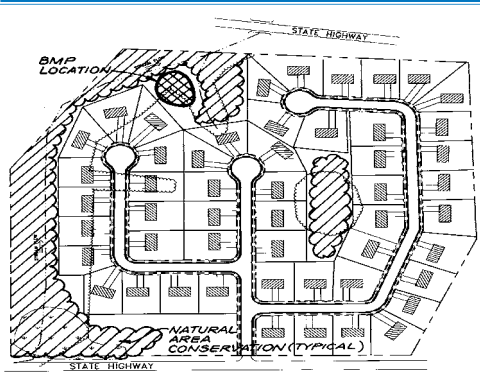 STATE HIGHWAY
BMP
LOCATION
NATURAL
AREA
CONSERVATION (TYPICAL)
STATE HIGHWAY